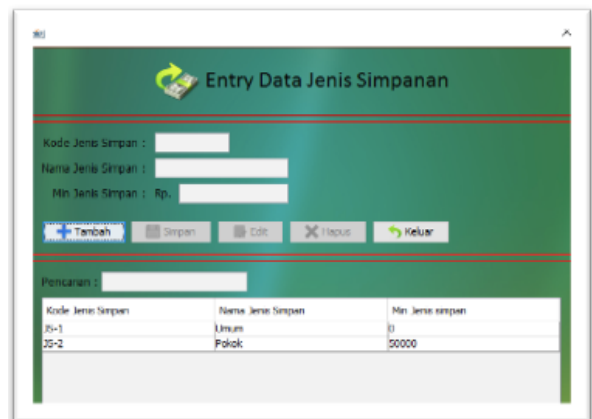 Entry Data Jenis Simpanan
Kode Jenis Simpan :
Nama Jenis Simpan :
Min Jenis Simpan : Rp.
Tambah Simpan Edit Hapus Keluar
Pencarian :
Kode Jenis Simpan Nama Jenis Simpan Min Jenis simpan
JS-1 Umum 0
JS-2 Pokok 50000